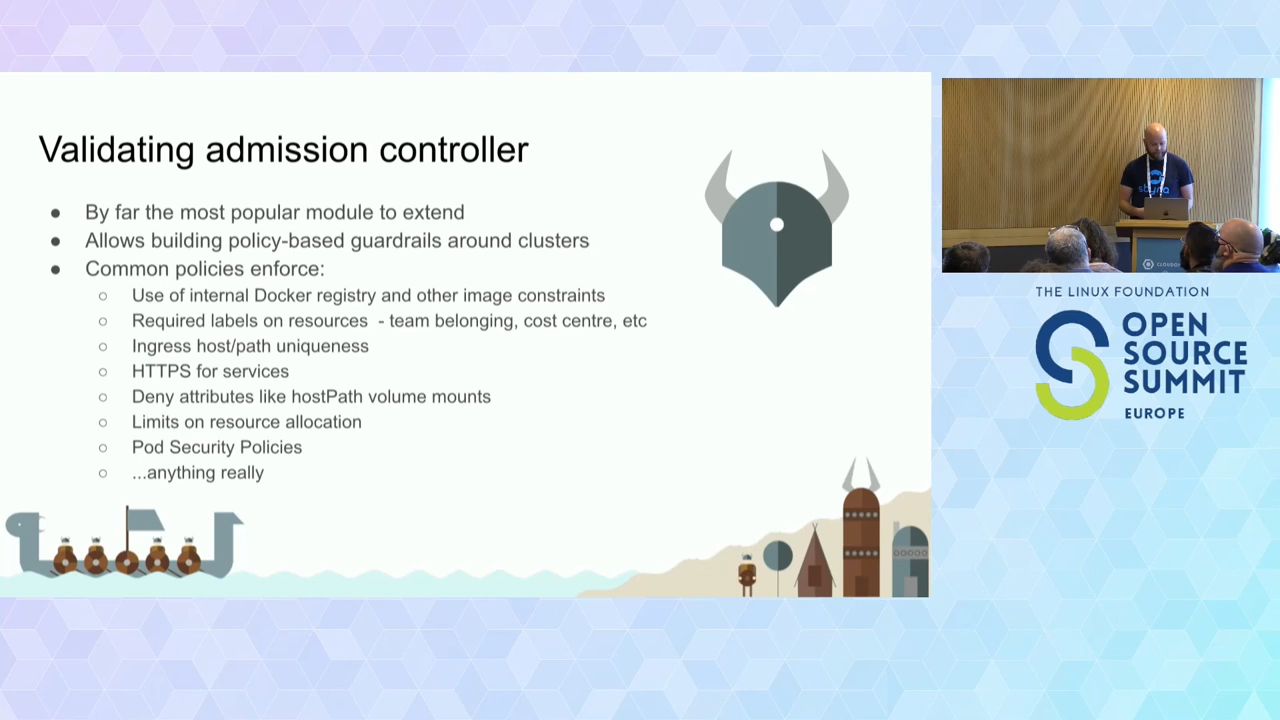 Validating admission controller
● By far the most popular module to extend
● Allows building policy-based guardrails around clusters
● Common policies enforce:
○ Use of internal Docker registry and other image constraints
○ Required labels on resources - team belonging, cost centre, etc
○ Ingress host/path uniqueness
○ HTTPS for services
○ Deny attributes like hostPath volume mounts
○ Limits on resource allocation
○ Pod Security Policies
○ ...anything really
styra
THE LINUX FOUNDATION
OPEN
SOURCE
SUMMIT
EUROPE